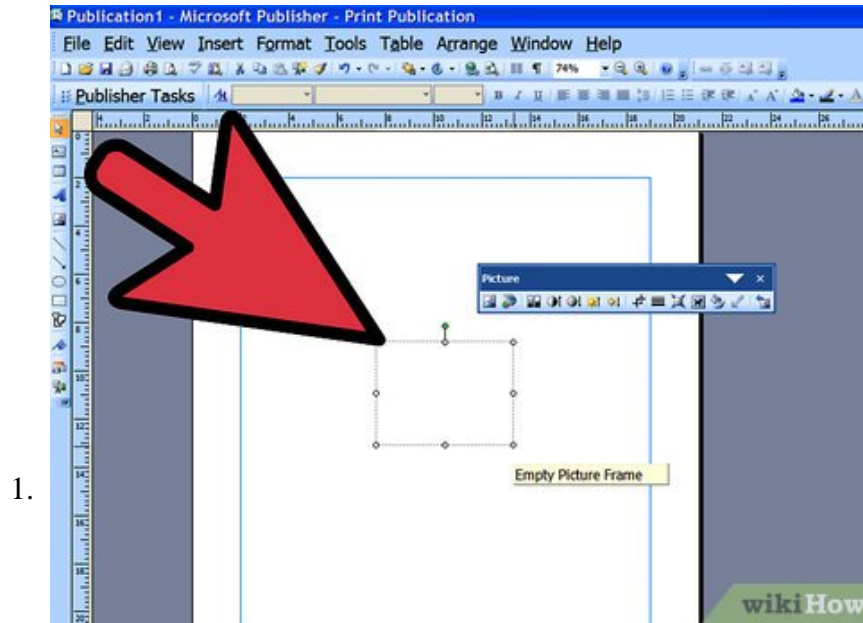 Publication1 - Microsoft Publisher - Print Publication
File Edit View Insert Format Tools Table Arrange Window Help
74%
Publisher Tasks
Picture
Empty Picture Frame
1.
wikiHow